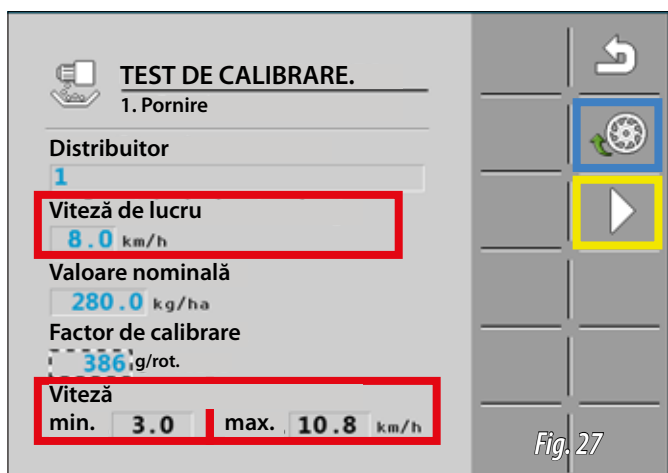 TEST DE CALIBRARE.
1. Pornire
Distribuitor
1
Viteză de lucru
8.0 km/h
Valoare nominală
280.0 kg/ha
Factor de calibrare
386 g/rot.
Viteză
min. 3.0 max. 10.8 km/h
Fig. 27